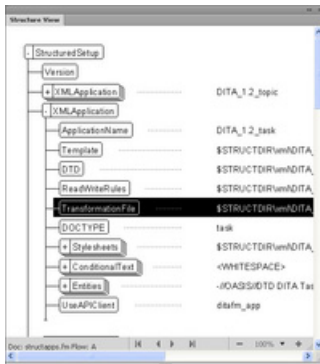 Structure View
StructuredSetup
Version
XMLApplication DITA_1.2_topic
XMLApplication
ApplicationName DITA_1.2_task
Template $STRUCTDIR\xml\DITA_
DTD $STRUCTDIR\xml\DITA_
ReadWriteRules $STRUCTDIR\xml\DITA_
TransformationFile $STRUCTDIR\xml\DITA_
DOCTYPE task
Stylesheets $STRUCTDIR\xml\DITA_
ConditionalText <WHITESPACE>
Entities -//OASIS//DTD DITA Tas
UseAPIClient ditafm_app
Doc: structapps.fm Flow: A 100%